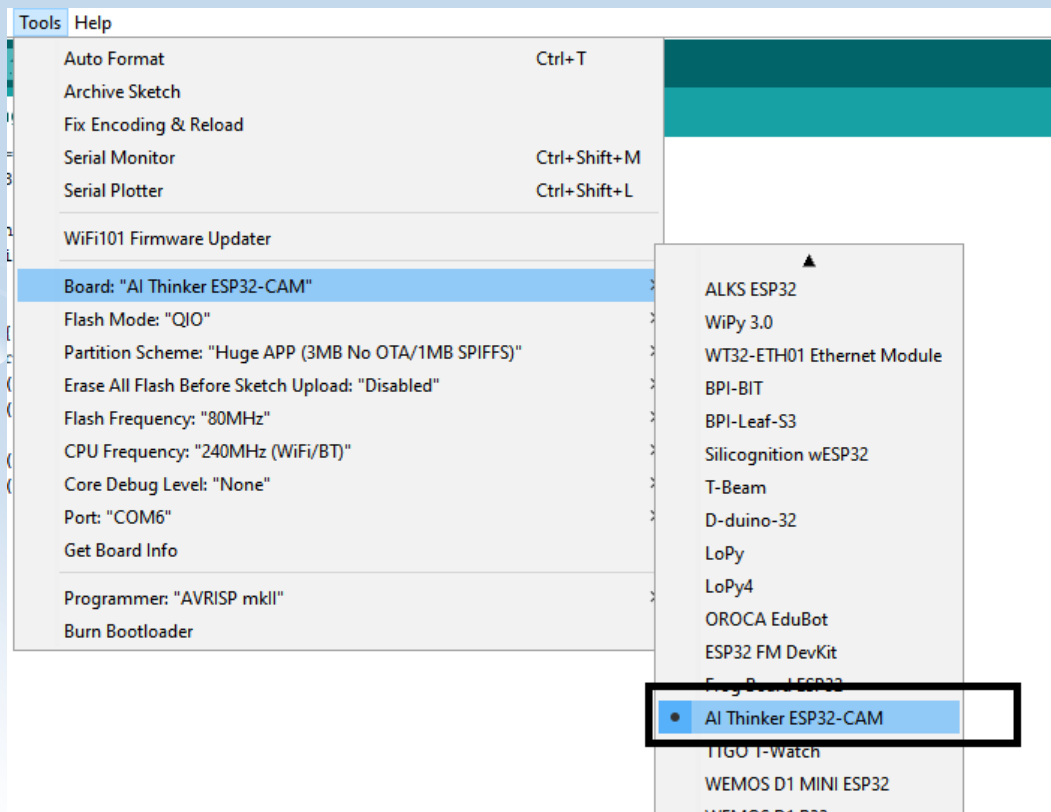 Tools Help
Auto Format Ctrl+T
Archive Sketch
Fix Encoding & Reload
Serial Monitor Ctrl+Shift+M
Serial Plotter Ctrl+Shift+L
WiFi101 Firmware Updater
Board: "AI Thinker ESP32-CAM"
Flash Mode: "QIO"
Partition Scheme: "Huge APP (3MB No OTA/1MB SPIFFS)"
Erase All Flash Before Sketch Upload: "Disabled"
Flash Frequency: "80MHz"
CPU Frequency: "240MHz (WiFi/BT)"
Core Debug Level: "None"
Port: "COM6"
Get Board Info
Programmer: "AVRISP mkII"
Burn Bootloader
ALKS ESP32
WiPy 3.0
WT32-ETH01 Ethernet Module
BPI-BIT
BPI-Leaf-S3
Silicognition wESP32
T-Beam
D-duino-32
LoPy
LoPy4
OROCA EduBot
ESP32 FM DevKit
Frog Board ESP32
AI Thinker ESP32-CAM
TTGO T-Watch
WEMOS D1 MINI ESP32